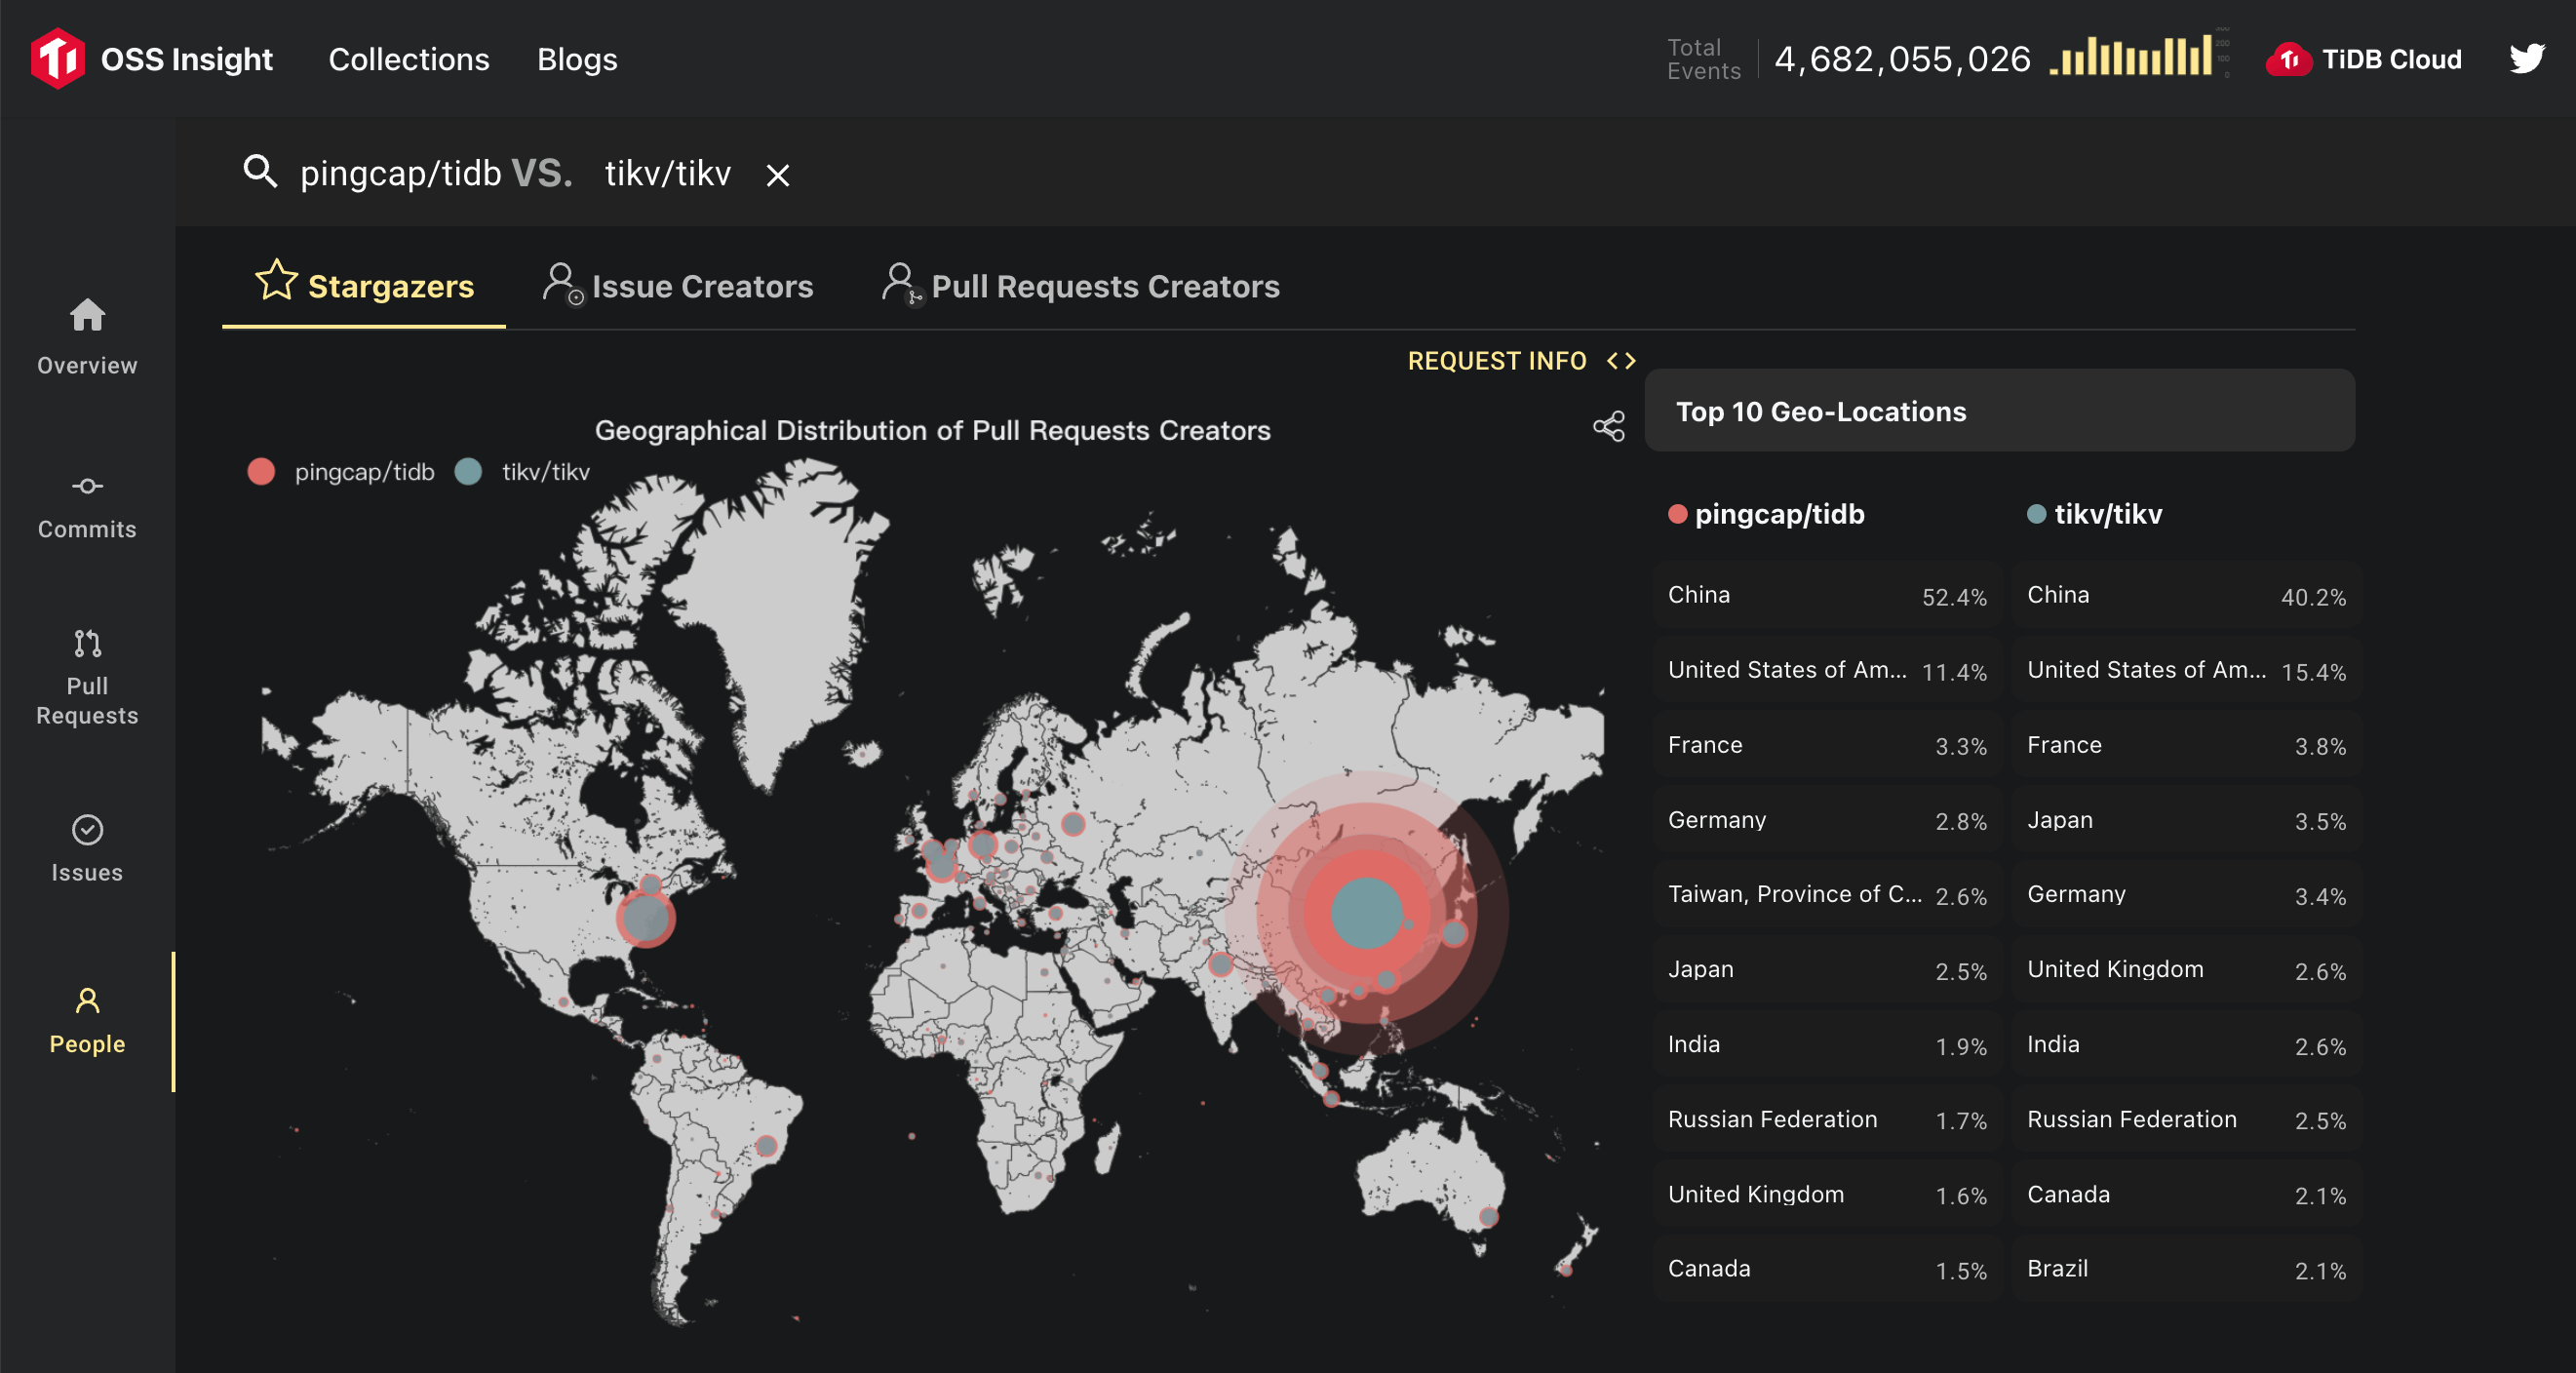 OSS Insight
Collections
Blogs
Total
Events
4,682,055,026
200
100
0
TiDB Cloud
pingcap/tidb VS. tikv/tikv
Overview
Commits
Pull
Requests
Issues
People
Stargazers
Issue Creators
Pull Requests Creators
REQUEST INFO <>
Geographical Distribution of Pull Requests Creators
pingcap/tidb
tikv/tikv
Top 10 Geo-Locations
pingcap/tidb
tikv/tikv
China 52.4%
China 40.2%
United States of Am... 11.4%
United States of Am... 15.4%
France 3.3%
France 3.8%
Germany 2.8%
Japan 3.5%
Taiwan, Province of C... 2.6%
Germany 3.4%
Japan 2.5%
United Kingdom 2.6%
India 1.9%
India 2.6%
Russian Federation 1.7%
Russian Federation 2.5%
United Kingdom 1.6%
Canada 2.1%
Canada 1.5%
Brazil 2.1%